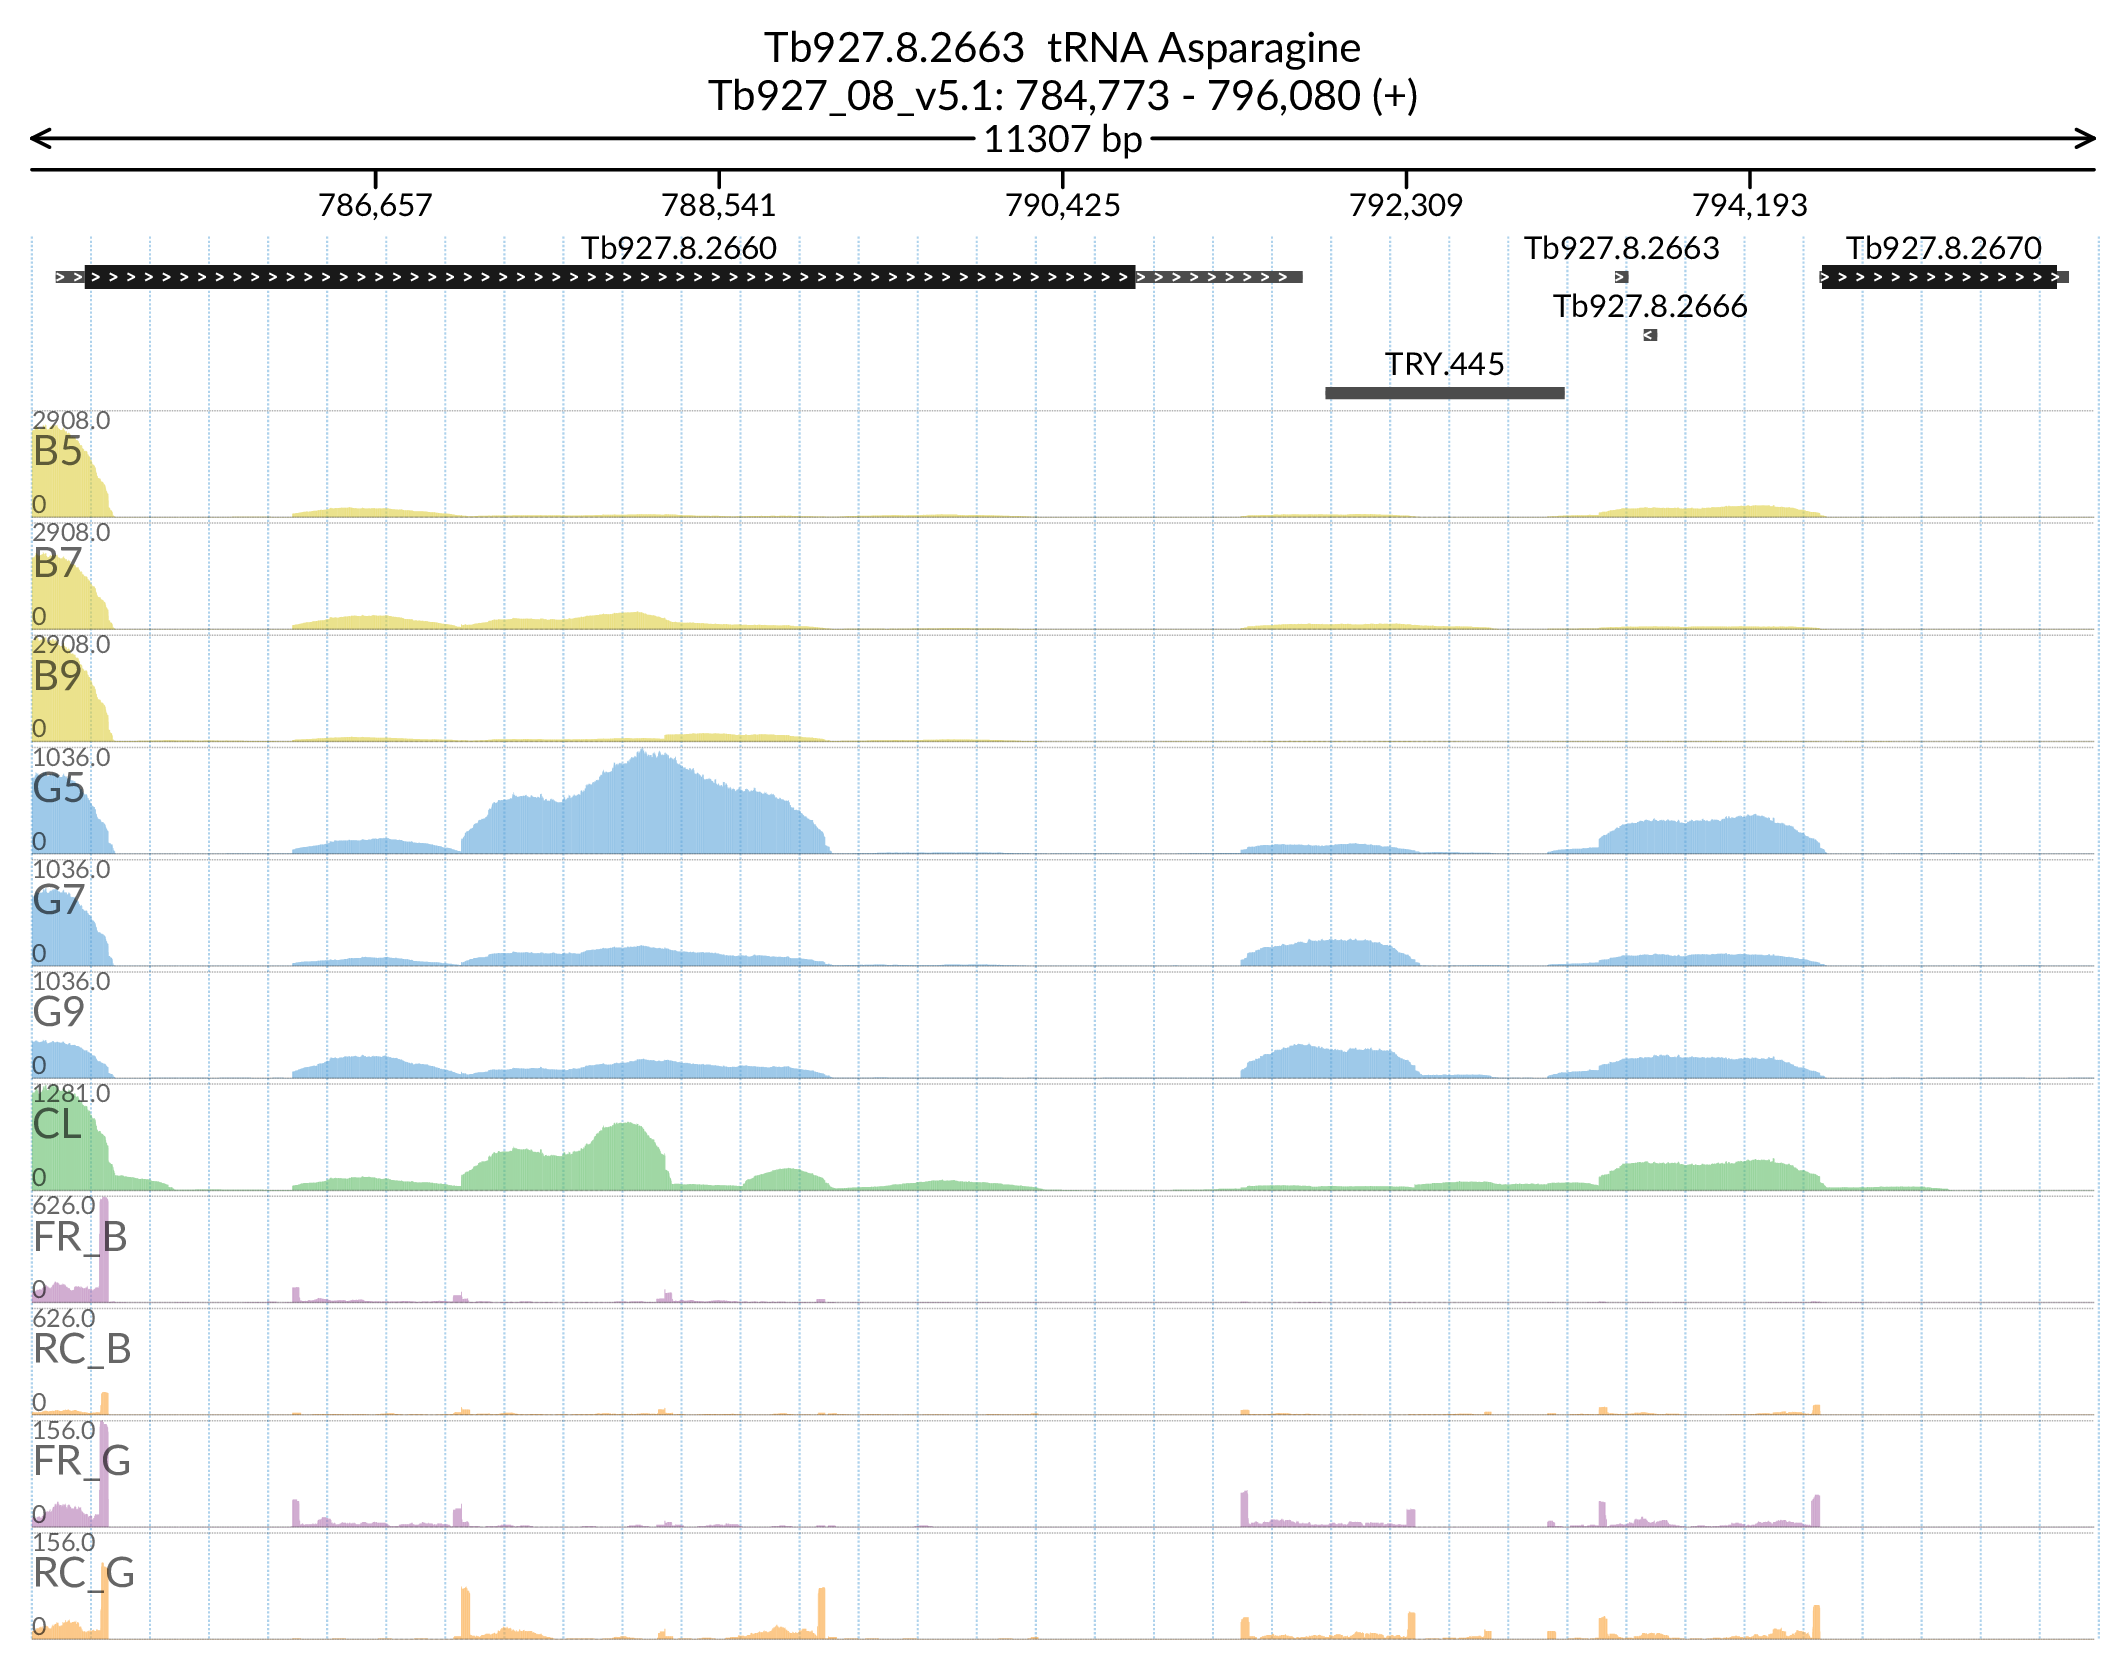 Tb927.8.2663 tRNA Asparagine
Tb927_08_v5.1: 784,773 - 796,080 (+)
11307 bp
786,657 788,541 790,425 792,309 794,193
Tb927.8.2660 Tb927.8.2663 Tb927.8.2670
Tb927.8.2666
TRY.445
2908.0
B5
0
2908.0
B7
0
2908.0
B9
0
1036.0
G5
0
1036.0
G7
0
1036.0
G9
0
1281.0
CL
0
626.0
FR_B
0
626.0
RC_B
0
156.0
FR_G
0
156.0
RC_G
0